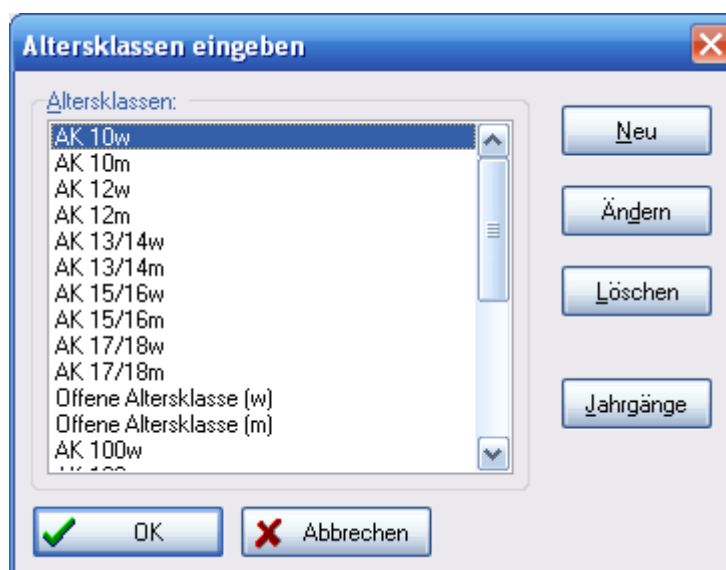 Altersklassen eingeben
Altersklassen:
AK 10w
AK 10m
AK 12w
AK 12m
AK 13/14w
AK 13/14m
AK 15/16w
AK 15/16m
AK 17/18w
AK 17/18m
Offene Altersklasse (w)
Offene Altersklasse (m)
AK 100w
Neu
Ändern
Löschen
Jahrgänge
OK
Abbrechen